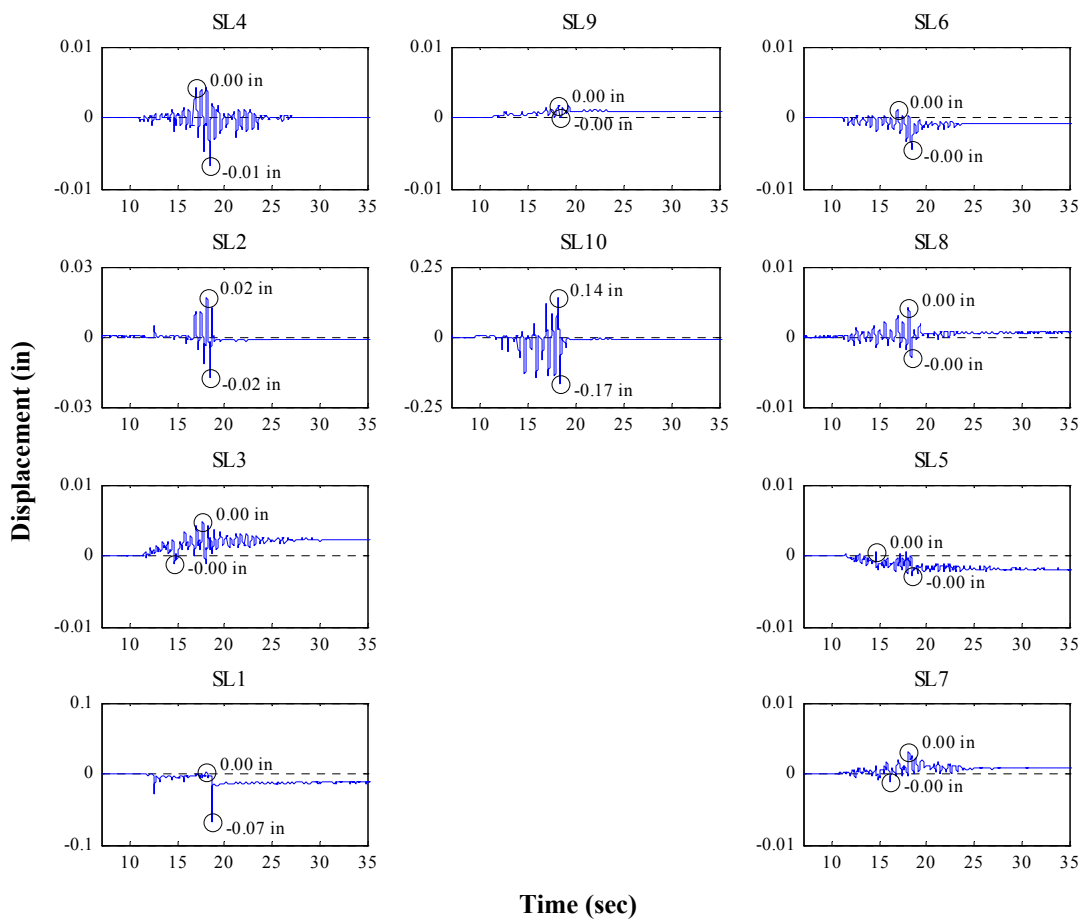 SL4
0.01
0
-0.01
0.00 in
-0.01 in
10 15 20 25 30 35
SL9
0.01
0
-0.01
0.00 in
-0.00 in
10 15 20 25 30 35
SL6
0.01
0
-0.01
0.00 in
-0.00 in
10 15 20 25 30 35
SL2
0.03
0
-0.03
0.02 in
-0.02 in
10 15 20 25 30 35
SL10
0.25
0
-0.25
0.14 in
-0.17 in
10 15 20 25 30 35
SL8
0.01
0
-0.01
0.00 in
-0.00 in
10 15 20 25 30 35
SL3
0.01
0
-0.01
0.00 in
-0.00 in
10 15 20 25 30 35
SL5
0.01
0
-0.01
0.00 in
-0.00 in
10 15 20 25 30 35
SL1
0.1
0
-0.1
0.00 in
-0.07 in
10 15 20 25 30 35
SL7
0.01
0
-0.01
0.00 in
-0.00 in
10 15 20 25 30 35
Displacement (in)
Time (sec)